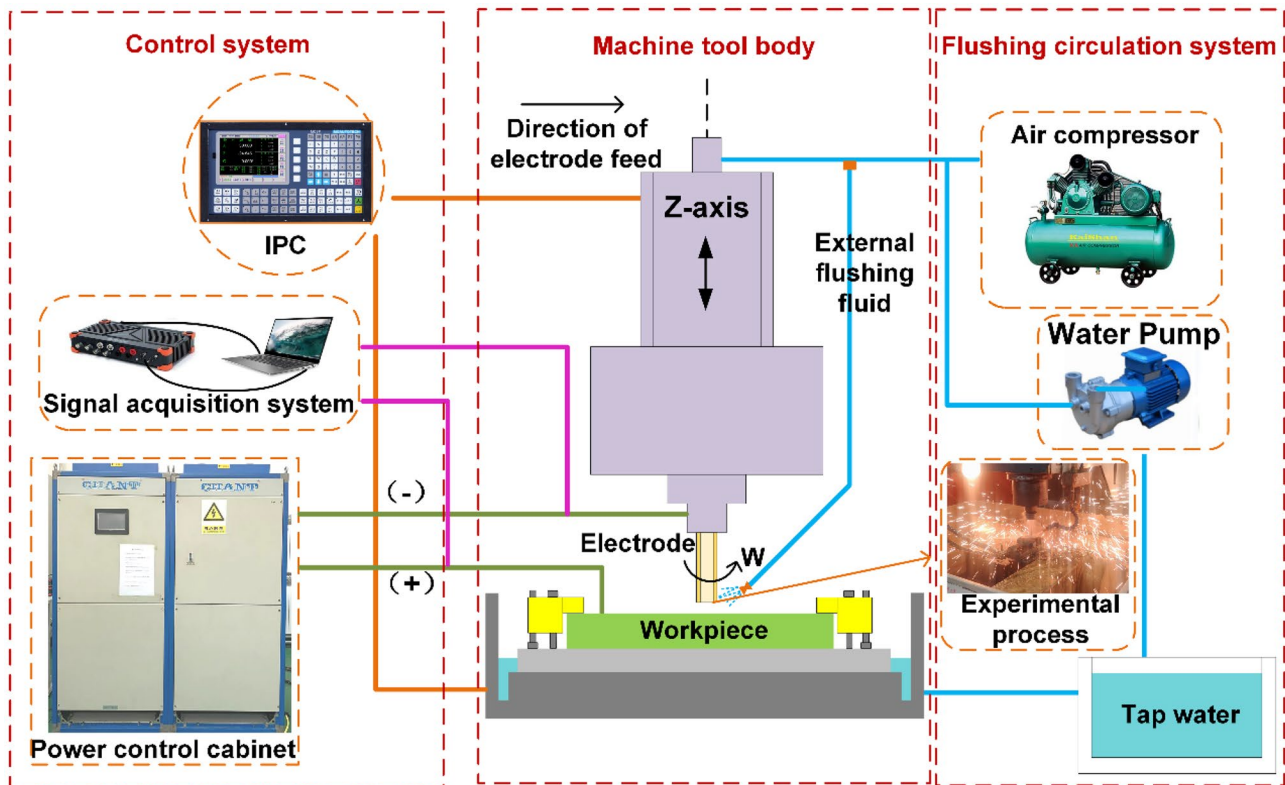 Control system
Machine tool body
Flushing circulation system
Direction of
electrode feed
Air compressor
KaiShan
Z-axis
IPC
External
flushing
fluid
Water Pump
Signal acquisition system
(-)
Electrode
W
(+)
Workpiece
Experimental
process
Tap water
Power control cabinet